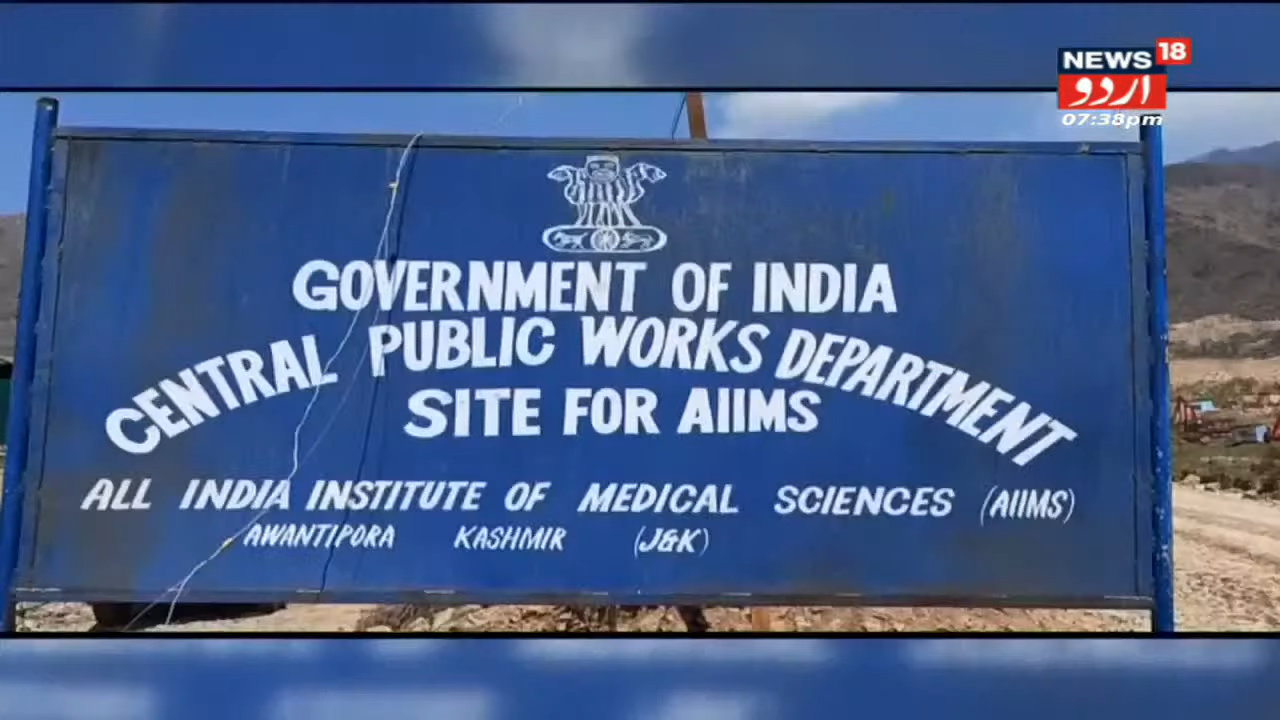 NEWS 18
اردو
07:38pm
GOVERNMENT OF INDIA
CENTRAL PUBLIC WORKS DEPARTMENT
SITE FOR AIIMS
ALL INDIA INSTITUTE OF MEDICAL SCIENCES (AIIMS)
AWANTIPORA KASHMIR (J&K)